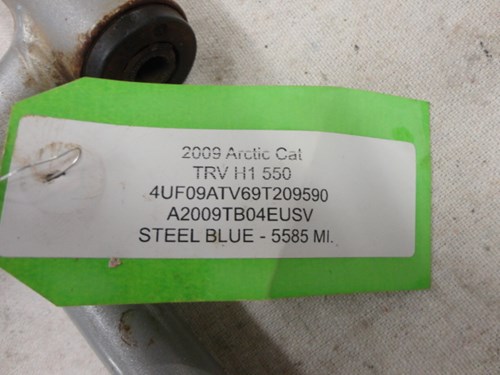 2009 Arctic Cat
TRV H1 550
4UF09ATV69T209590
A2009TB04EUSV
STEEL BLUE - 5585 MI.